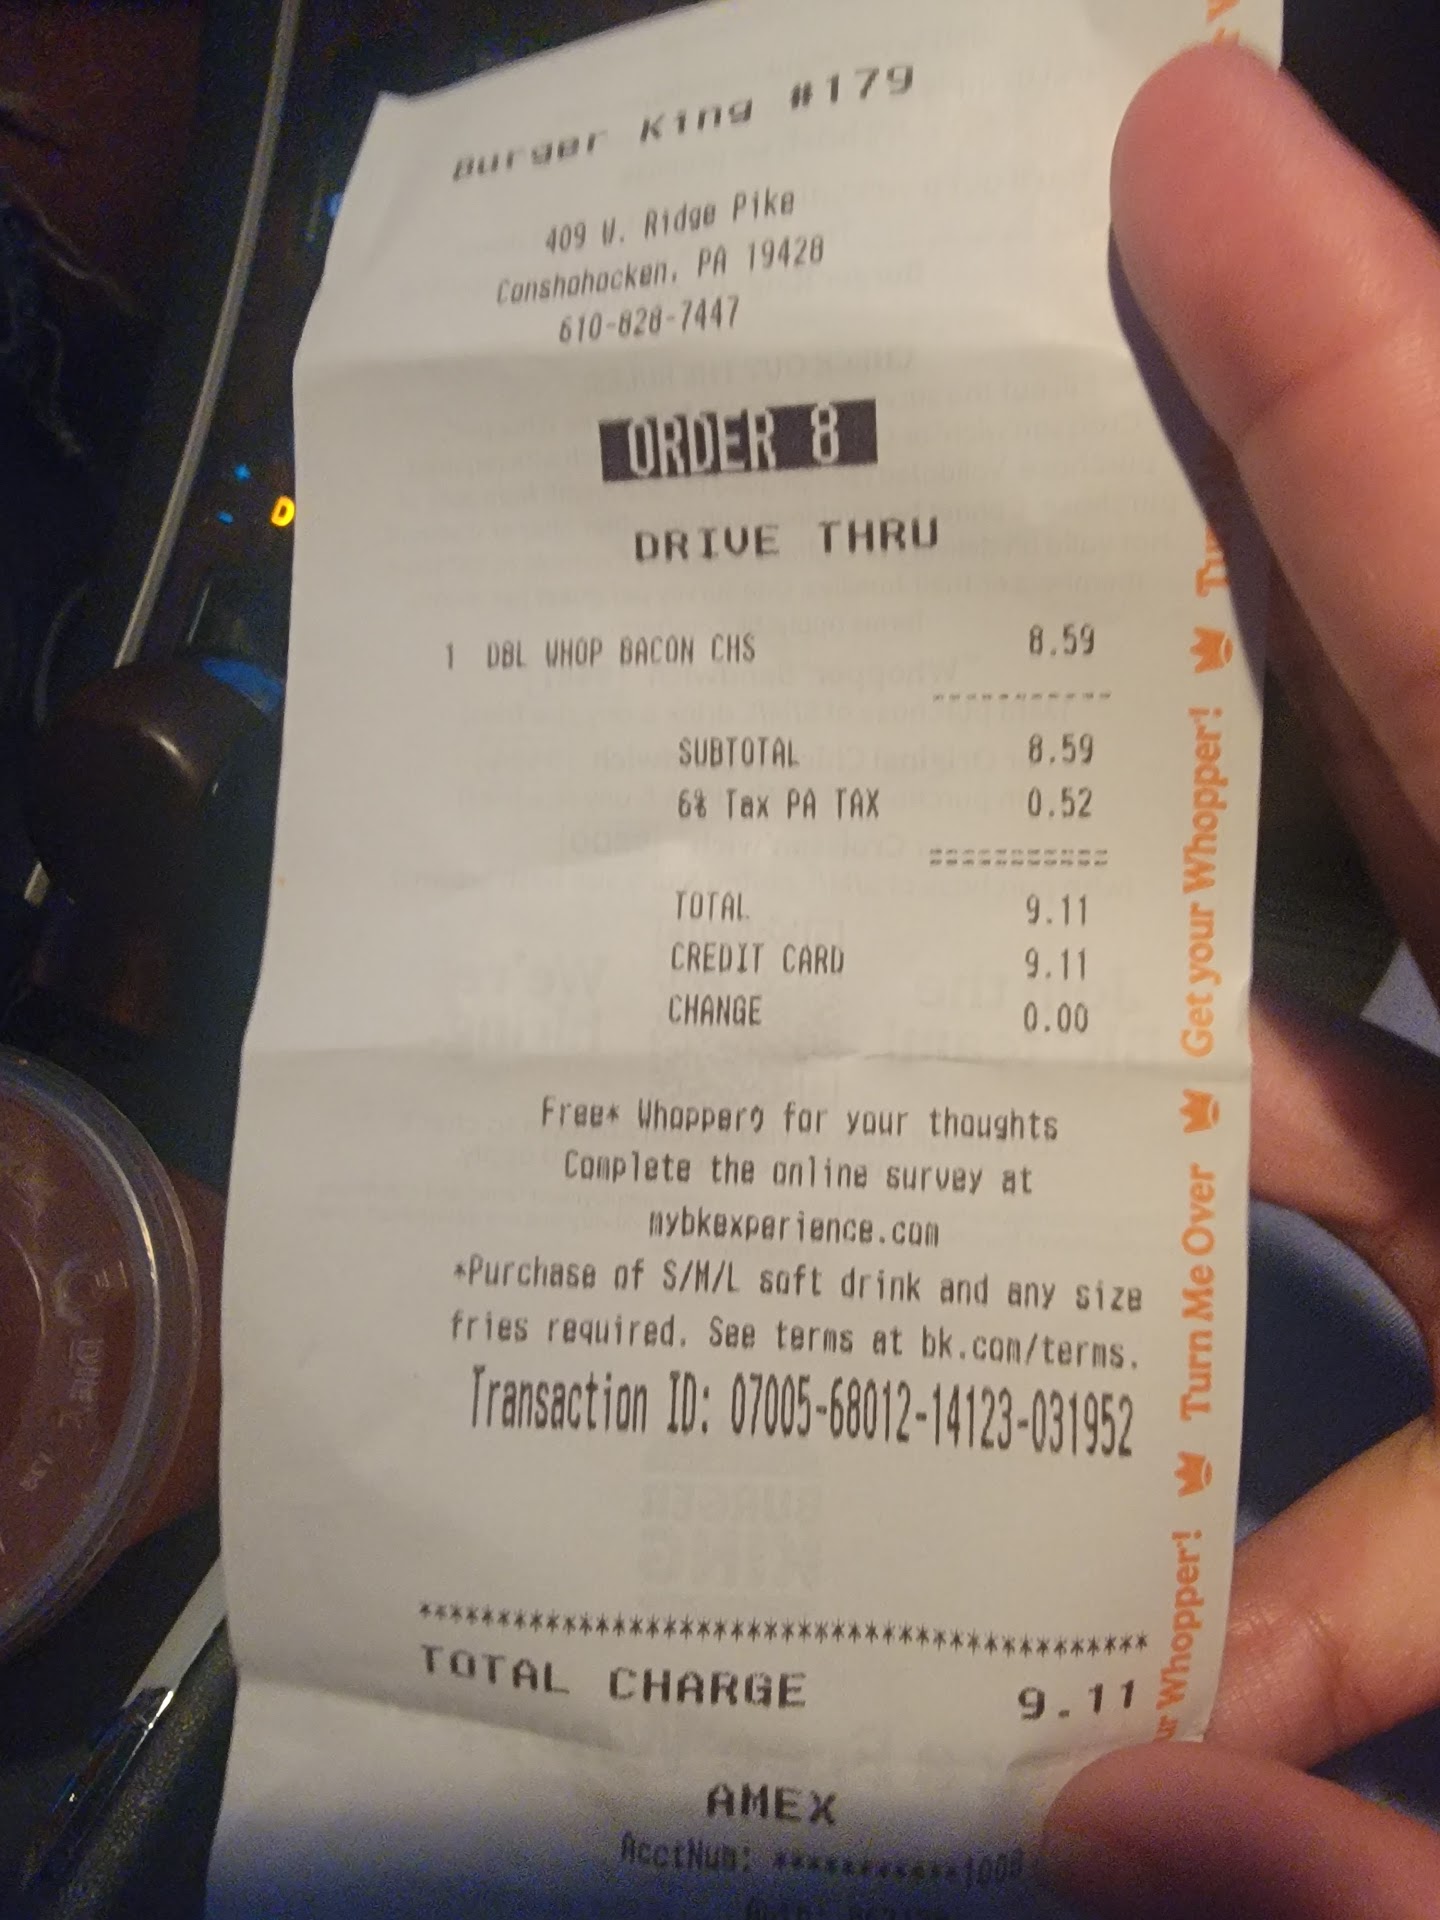 Burger King #179
409 W. Ridge Pike
Conshohocken, PA 19428
610-828-7447
ORDER 8
DRIVE THRU
1 DBL WHOP BACON CHS 8.59
-----------
SUBTOTAL 8.59
6% Tax PA TAX 0.52
===========
TOTAL 9.11
CREDIT CARD 9.11
CHANGE 0.00
Free* Whopper® for your thoughts
Complete the online survey at
mybkexperience.com
*Purchase of S/M/L soft drink and any size
fries required. See terms at bk.com/terms.
Transaction ID: 07005-68012-14123-031952
******************************************
TOTAL CHARGE 9.11
AMEX
AcctNum: ***********1008
Get your Whopper! Turn Me Over
Whopper!